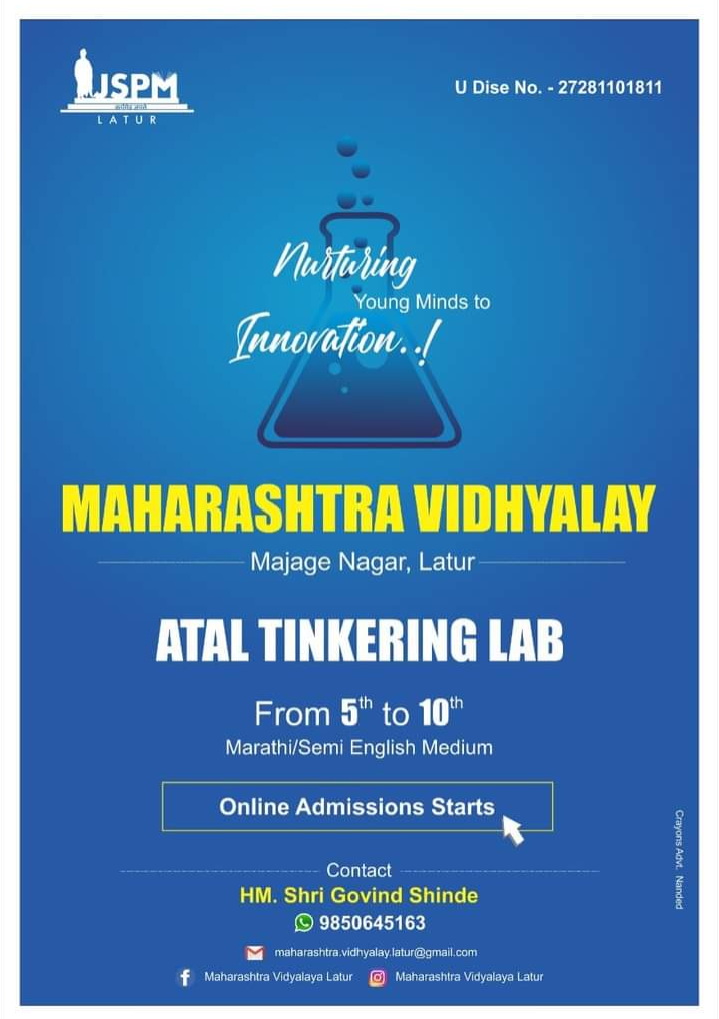 JSPM
LATUR
U Dise No. - 27281101811
Nurturing
Young Minds to
Innovation..!
MAHARASHTRA VIDHYALAY
Majage Nagar, Latur
ATAL TINKERING LAB
From 5th to 10th
Marathi/Semi English Medium
Online Admissions Starts
Contact
HM. Shri Govind Shinde
9850645163
maharashtra.vidhyalay.latur@gmail.com
Maharashtra Vidyalaya Latur Maharashtra Vidyalaya Latur
Crayons Advt. Nanded